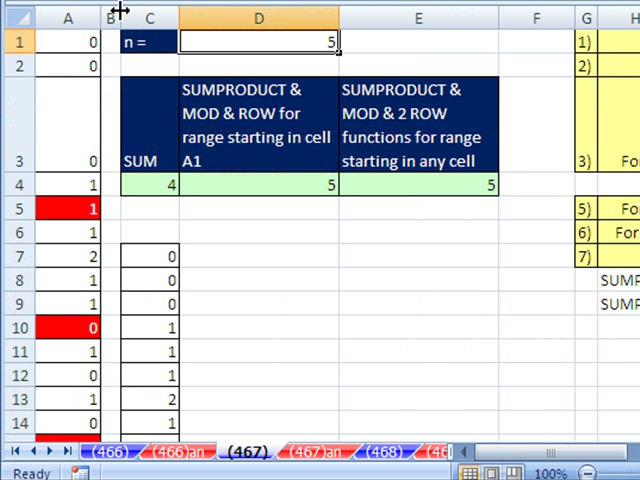 A B C D E F G H
1 0 n = 5 1)
2 0 2)
SUMPRODUCT & SUMPRODUCT &
MOD & ROW for MOD & 2 ROW
range starting in cell functions for range
3 0 SUM A1 starting in any cell 3) Fo
4 1 4 5 5
5 1 5) Fo
6 1 6) For
7 2 0 7)
8 1 0 SUMP
9 1 0 SUMP
10 0 1
11 1 1
12 0 1
13 1 2
14 0 1
(466) (466)an (467) (467)an (468) (46
Ready 100%